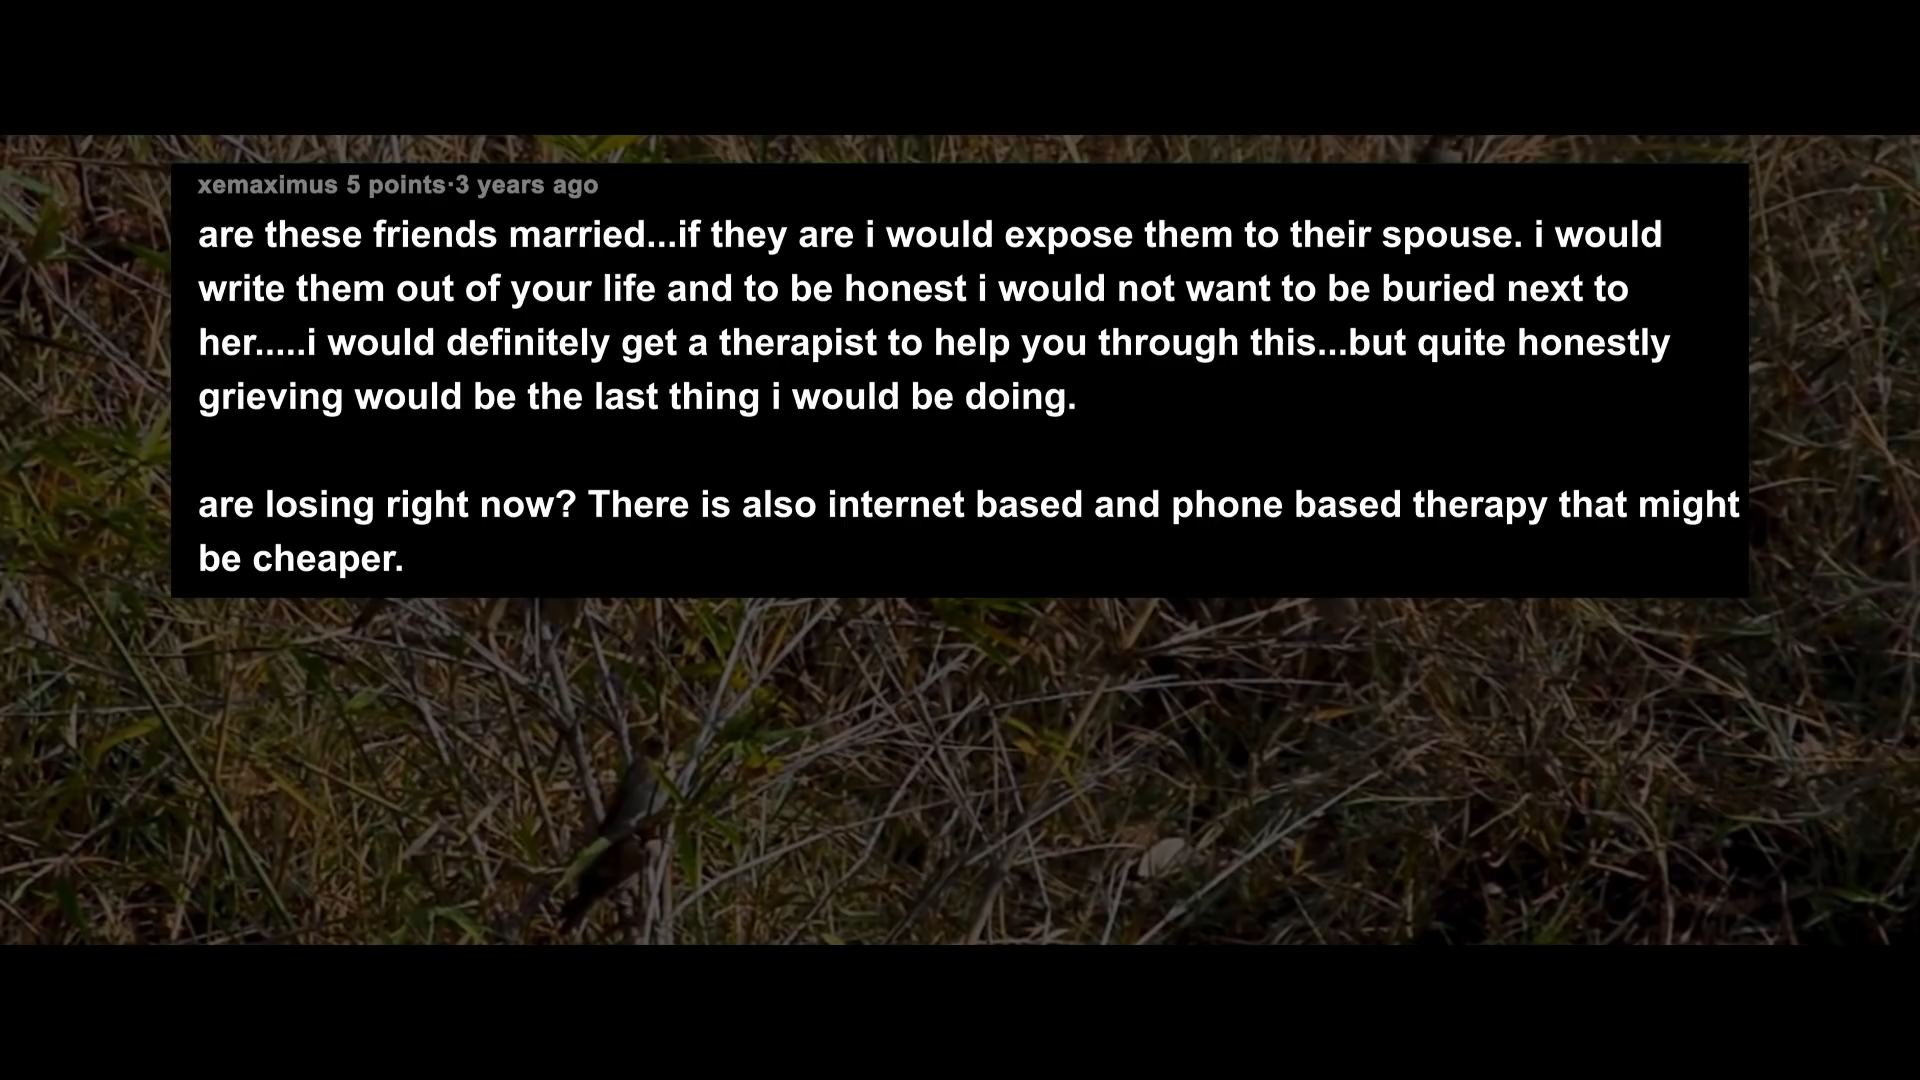 xemaximus 5 points·3 years ago
are these friends married...if they are i would expose them to their spouse. i would
write them out of your life and to be honest i would not want to be buried next to
her.....i would definitely get a therapist to help you through this...but quite honestly
grieving would be the last thing i would be doing.
are losing right now? There is also internet based and phone based therapy that might
be cheaper.